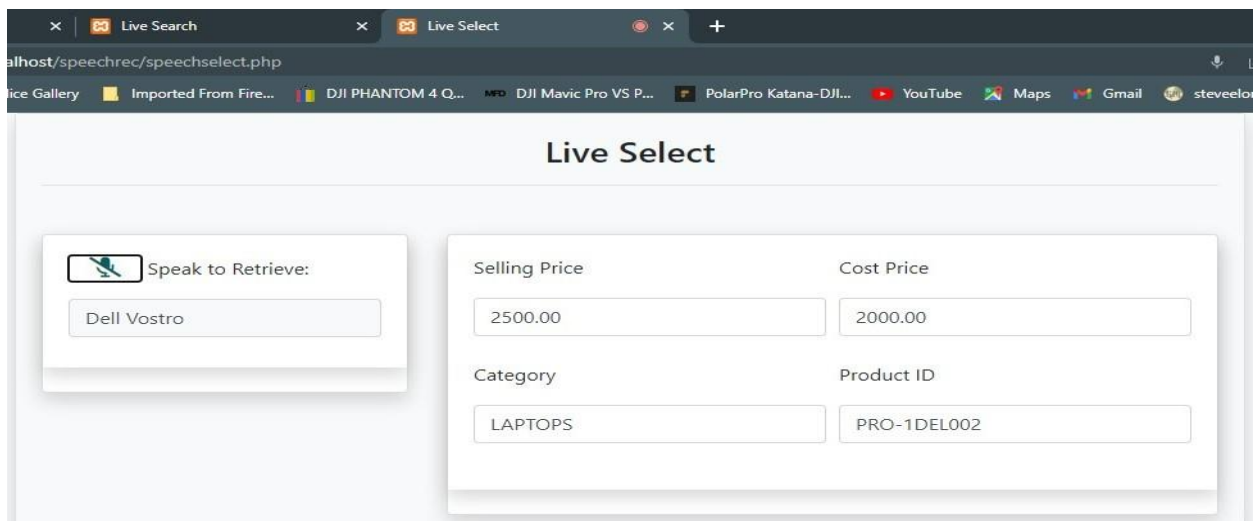 Live Search
Live Select
alhost/speechrec/speechselect.php
lice Gallery Imported From Fire... DJI PHANTOM 4 Q... MFD DJI Mavic Pro VS P... PolarPro Katana-DJI... YouTube Maps Gmail steveelor
Live Select
Speak to Retrieve:
Dell Vostro
Selling Price Cost Price
2500.00 2000.00
Category Product ID
LAPTOPS PRO-1DEL002